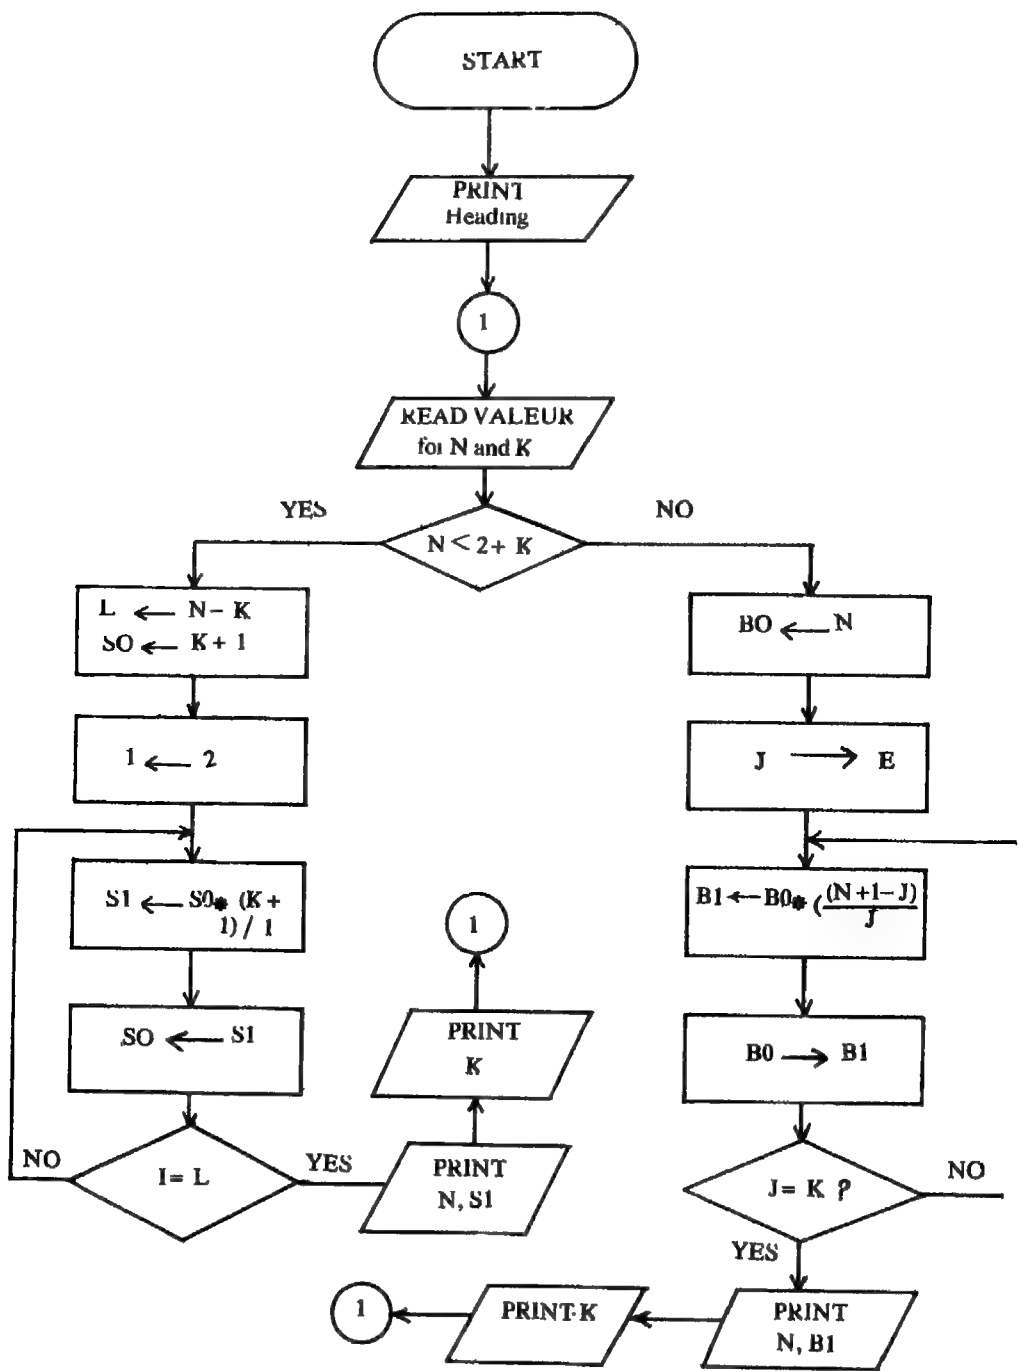 START
PRINT
Heading
1
READ VALEUR
for N and K
YES
NO
N < 2 + K
L ← N - K
SO ← K + 1
BO ← N
1 ← 2
J → E
S1 ← S0* (K +
1) / 1
B1 ← B0* ((N+1-J)
J
1
SO ← S1
PRINT
K
B0 → B1
NO
I = L
YES
PRINT
N, S1
J = K ?
NO
YES
1
PRINT K
PRINT
N, B1